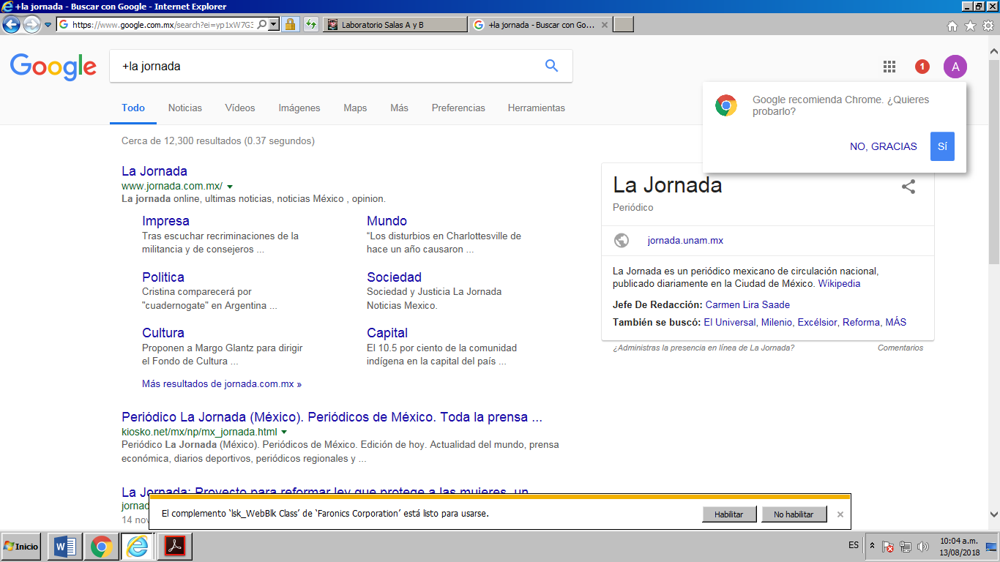 +la jornada - Buscar con Google - Internet Explorer
https://www.google.com.mx/search?ei=yp1xW7G3
Laboratorio Salas A y B
+la jornada - Buscar con Go...
Google
+la jornada
1
A
Todo
Noticias
Vídeos
Imágenes
Maps
Más
Preferencias
Herramientas
Google recomienda Chrome. ¿Quieres
probarlo?
NO, GRACIAS
SÍ
Cerca de 12,300 resultados (0.37 segundos)
La Jornada
www.jornada.com.mx/
La jornada online, ultimas noticias, noticias México , opinion.
Impresa
Tras escuchar recriminaciones de la
militancia y de consejeros ...
Mundo
“Los disturbios en Charlottesville de
hace un año causaron ...
Politica
Cristina comparecerá por
"cuadernogate" en Argentina ...
Sociedad
Sociedad y Justicia La Jornada
Noticias Mexico.
Cultura
Proponen a Margo Glantz para dirigir
el Fondo de Cultura ...
Capital
El 10.5 por ciento de la comunidad
indígena en la capital del país ...
Más resultados de jornada.com.mx »
Periódico La Jornada (México). Periódicos de México. Toda la prensa ...
kiosko.net/mx/np/mx_jornada.html
Periódico La Jornada (México). Periódicos de México. Edición de hoy. Actualidad del mundo, prensa
económica, diarios deportivos, periódicos regionales y ...
La Jornada: Proyecto para reformar ley que protege a las mujeres, un
jornad
14 nov
La Jornada
Periódico
jornada.unam.mx
La Jornada es un periódico mexicano de circulación nacional,
publicado diariamente en la Ciudad de México. Wikipedia
Jefe De Redacción: Carmen Lira Saade
También se buscó: El Universal, Milenio, Excélsior, Reforma, MÁS
¿Administras la presencia en línea de La Jornada?
Comentarios
El complemento 'lsk_WebBlk Class' de 'Faronics Corporation' está listo para usarse.
Habilitar
No habilitar
Inicio
ES
10:04 a.m.
13/08/2018